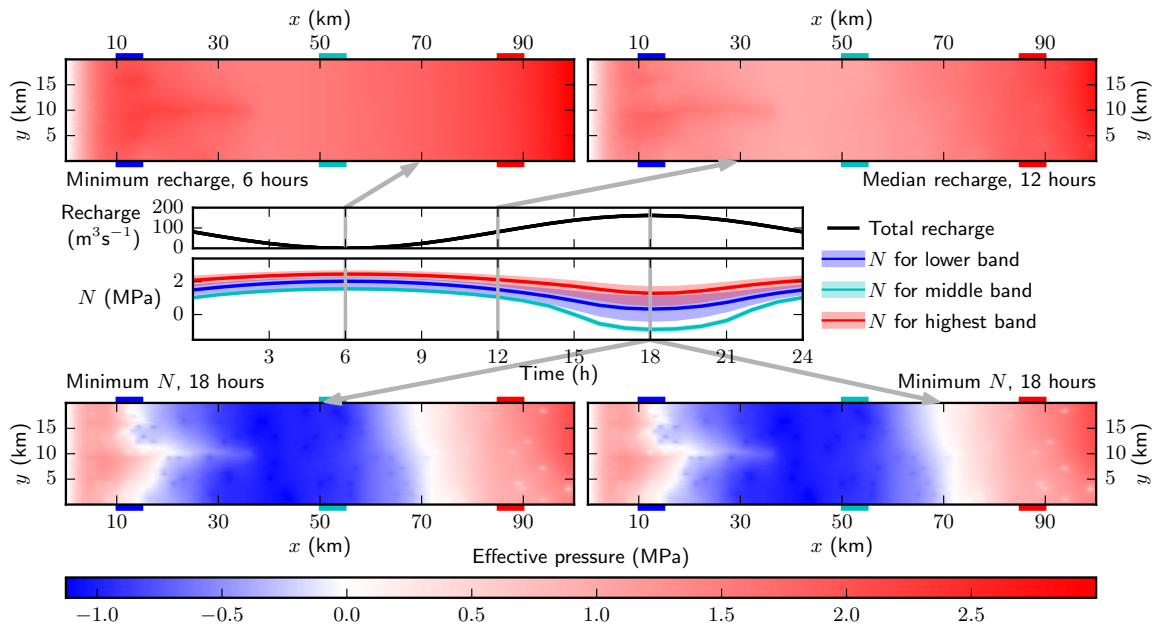 x (km)
x (km)
10 30 50 70 90
10 30 50 70 90
y (km)
15
10
5
15
10
5
y (km)
Minimum recharge, 6 hours
Median recharge, 12 hours
Recharge
(m³s⁻¹)
200
100
0
Total recharge
N for lower band
N for middle band
N for highest band
N (MPa)
2
0
3 6 9 12 15 18 21 24
Time (h)
Minimum N, 18 hours
Minimum N, 18 hours
y (km)
15
10
5
15
10
5
y (km)
10 30 50 70 90
10 30 50 70 90
x (km)
x (km)
Effective pressure (MPa)
−1.0 −0.5 0.0 0.5 1.0 1.5 2.0 2.5